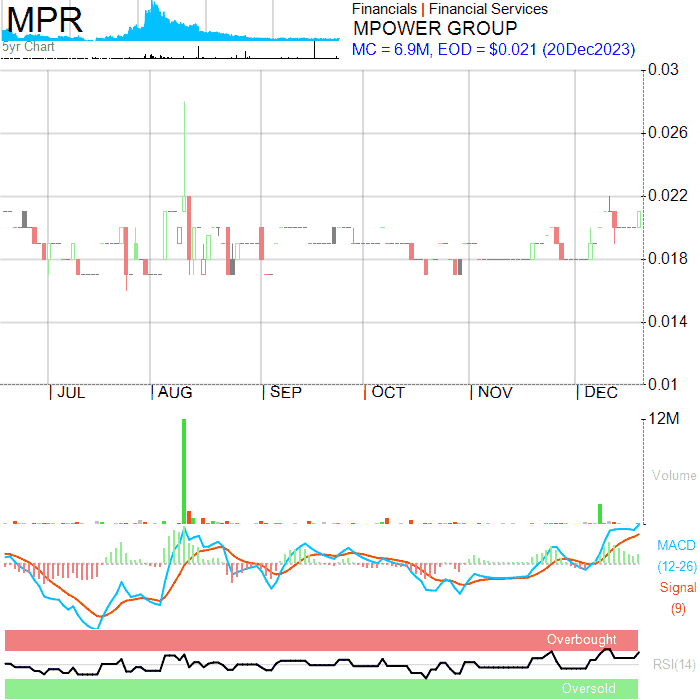 MPR
5yr Chart
Financials | Financial Services
MPOWER GROUP
MC = 6.9M, EOD = $0.021 (20Dec2023)
0.03
0.026
0.022
0.018
0.014
0.01
JUL
AUG
SEP
OCT
NOV
DEC
12M
Volume
MACD
(12-26)
Signal
(9)
Overbought
RSI(14)
Oversold